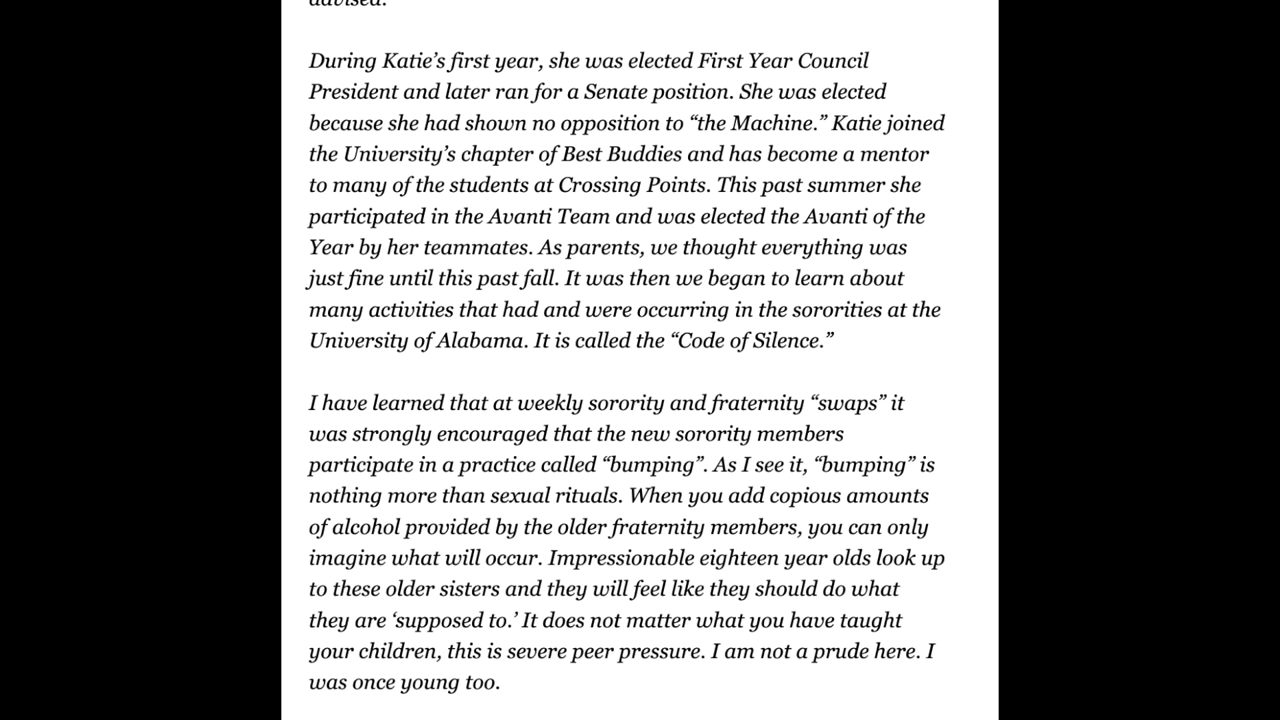 advised.
During Katie’s first year, she was elected First Year Council
President and later ran for a Senate position. She was elected
because she had shown no opposition to “the Machine.” Katie joined
the University’s chapter of Best Buddies and has become a mentor
to many of the students at Crossing Points. This past summer she
participated in the Avanti Team and was elected the Avanti of the
Year by her teammates. As parents, we thought everything was
just fine until this past fall. It was then we began to learn about
many activities that had and were occurring in the sororities at the
University of Alabama. It is called the “Code of Silence.”
I have learned that at weekly sorority and fraternity “swaps” it
was strongly encouraged that the new sorority members
participate in a practice called “bumping”. As I see it, “bumping” is
nothing more than sexual rituals. When you add copious amounts
of alcohol provided by the older fraternity members, you can only
imagine what will occur. Impressionable eighteen year olds look up
to these older sisters and they will feel like they should do what
they are ‘supposed to.’ It does not matter what you have taught
your children, this is severe peer pressure. I am not a prude here. I
was once young too.